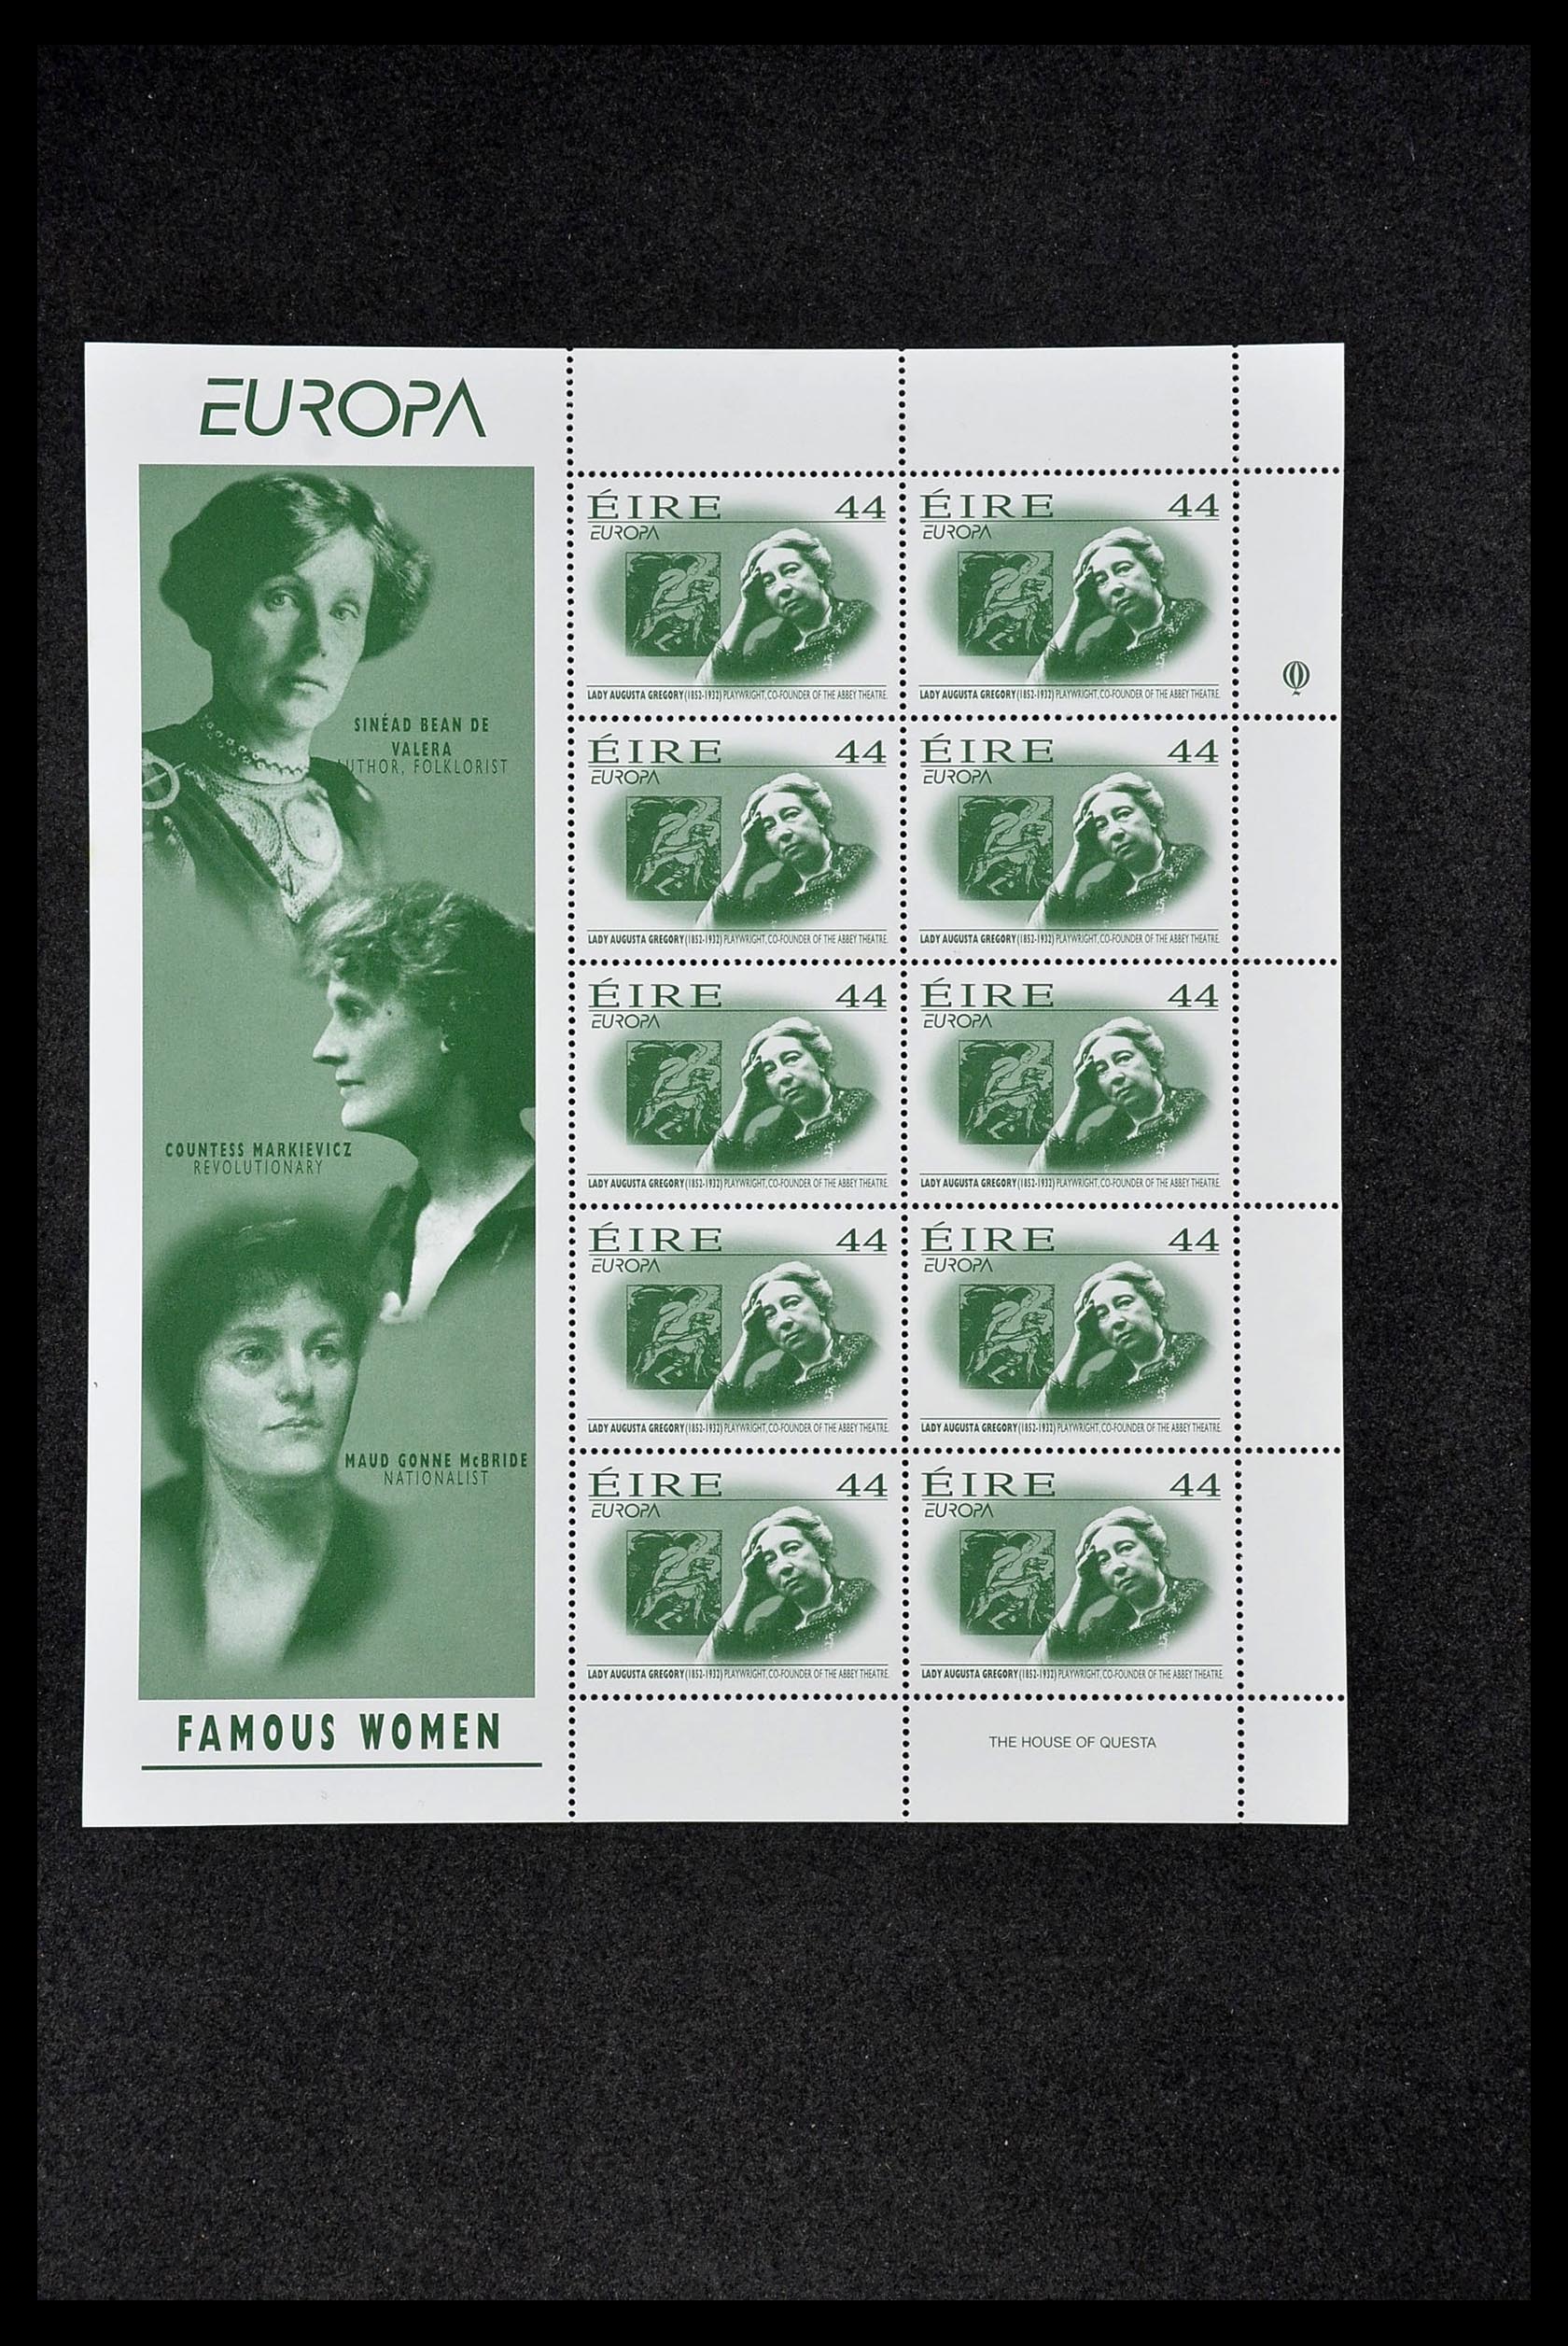 EUROPA
SINÉAD BEAN DE
VALERA
AUTHOR, FOLKLORIST
COUNTESS MARKIEVICZ
REVOLUTIONARY
MAUD GONNE McBRIDE
NATIONALIST
FAMOUS WOMEN
ÉIRE 44
EUROPA
LADY AUGUSTA GREGORY (1852-1932) PLAYWRIGHT, CO-FOUNDER OF THE ABBEY THEATRE.
ÉIRE 44
EUROPA
LADY AUGUSTA GREGORY (1852-1932) PLAYWRIGHT, CO-FOUNDER OF THE ABBEY THEATRE.
ÉIRE 44
EUROPA
LADY AUGUSTA GREGORY (1852-1932) PLAYWRIGHT, CO-FOUNDER OF THE ABBEY THEATRE.
ÉIRE 44
EUROPA
LADY AUGUSTA GREGORY (1852-1932) PLAYWRIGHT, CO-FOUNDER OF THE ABBEY THEATRE.
ÉIRE 44
EUROPA
LADY AUGUSTA GREGORY (1852-1932) PLAYWRIGHT, CO-FOUNDER OF THE ABBEY THEATRE.
ÉIRE 44
EUROPA
LADY AUGUSTA GREGORY (1852-1932) PLAYWRIGHT, CO-FOUNDER OF THE ABBEY THEATRE.
ÉIRE 44
EUROPA
LADY AUGUSTA GREGORY (1852-1932) PLAYWRIGHT, CO-FOUNDER OF THE ABBEY THEATRE.
ÉIRE 44
EUROPA
LADY AUGUSTA GREGORY (1852-1932) PLAYWRIGHT, CO-FOUNDER OF THE ABBEY THEATRE.
ÉIRE 44
EUROPA
LADY AUGUSTA GREGORY (1852-1932) PLAYWRIGHT, CO-FOUNDER OF THE ABBEY THEATRE.
ÉIRE 44
EUROPA
LADY AUGUSTA GREGORY (1852-1932) PLAYWRIGHT, CO-FOUNDER OF THE ABBEY THEATRE.
THE HOUSE OF QUESTA